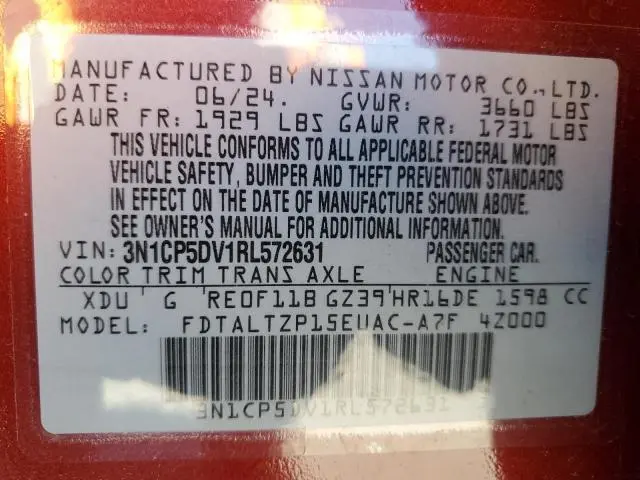 MANUFACTURED BY NISSAN MOTOR CO., LTD.
DATE: 06/24. GVWR: 3660 LBS
GAWR FR: 1929 LBS GAWR RR: 1731 LBS
THIS VEHICLE CONFORMS TO ALL APPLICABLE FEDERAL MOTOR
VEHICLE SAFETY, BUMPER AND THEFT PREVENTION STANDARDS
IN EFFECT ON THE DATE OF MANUFACTURE SHOWN ABOVE.
SEE OWNER'S MANUAL FOR ADDITIONAL INFORMATION.
VIN: 3N1CP5DV1RL572631 PASSENGER CAR.
COLOR TRIM TRANS AXLE ENGINE
XDU G RE0F11B GZ39 HR16DE 1598 CC
MODEL: FDTALTZP15EUAC-A7F 4Z000
3N1CP5DV1RL572631